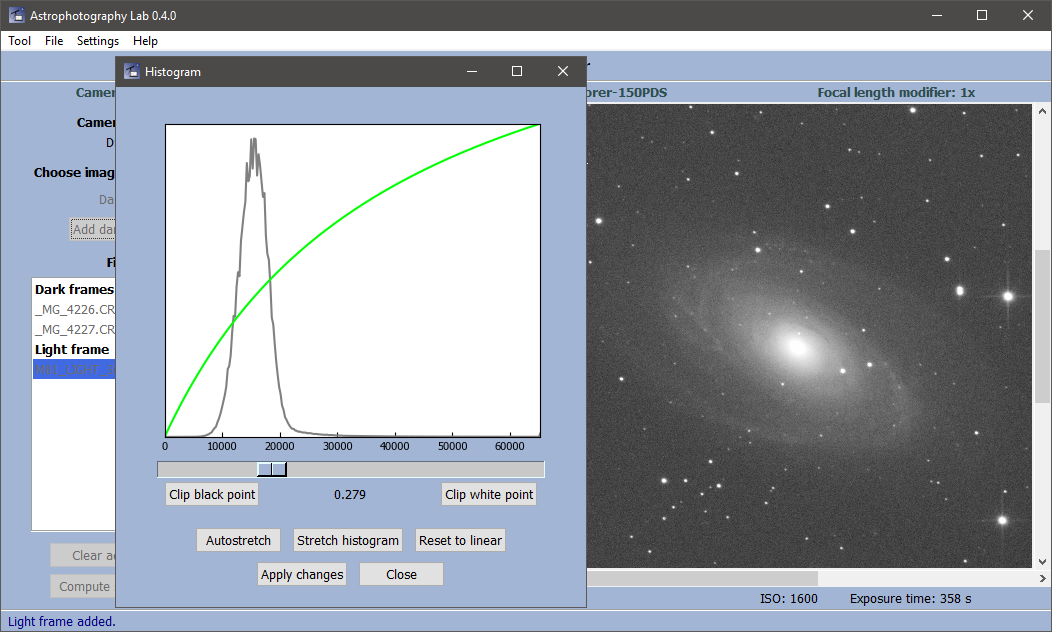 Astrophotography Lab 0.4.0
Tool File Settings Help
Histogram
Camer
orer-150PDS
Focal length modifier: 1x
Camer
D
Choose imag
Da
Add dar
Fi
Dark frames
_MG_4226.CR
_MG_4227.CR
Light frame
0 10000 20000 30000 40000 50000 60000
Clip black point 0.279 Clip white point
Autostretch Stretch histogram Reset to linear
Apply changes Close
Clear ad
Compute
ISO: 1600 Exposure time: 358 s
Light frame added.